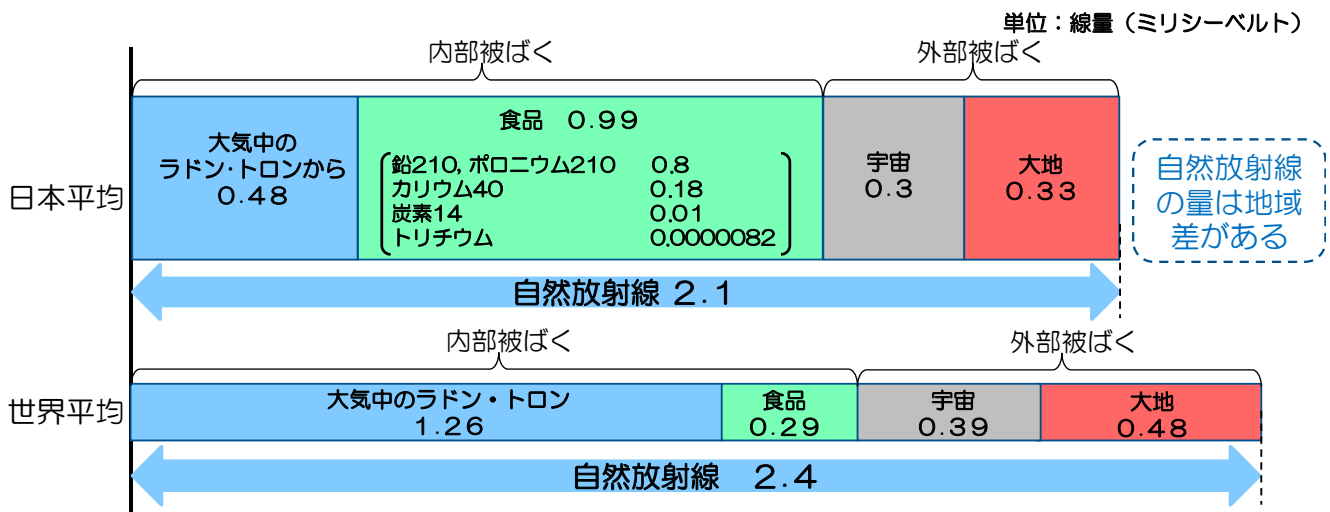 単位：線量（ミリシーベルト）
内部被ばく
外部被ばく
日本平均
大気中の
ラドン･トロンから
0.48
食品　0.99
鉛210, ポロニウム210　0.8
カリウム40　0.18
炭素14　0.01
トリチウム　0.0000082
宇宙
0.3
大地
0.33
自然放射線
の量は地域
差がある
自然放射線 2.1
内部被ばく
外部被ばく
世界平均
大気中のラドン・トロン
1.26
食品
0.29
宇宙
0.39
大地
0.48
自然放射線　2.4